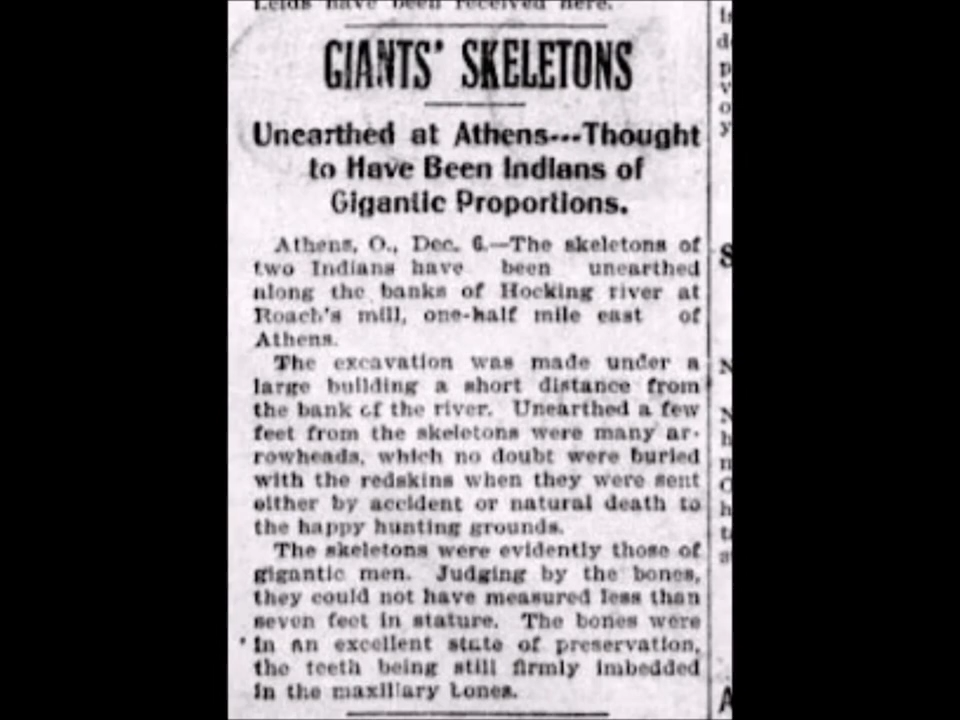 Leids have been received here.
GIANTS' SKELETONS
Unearthed at Athens---Thought
to Have Been Indians of
Gigantic Proportions.
Athens, O., Dec. 6.—The skeletons of
two Indians have been unearthed
along the banks of Hocking river at
Roach's mill, one-half mile east of
Athens.
The excavation was made under a
large building a short distance from
the bank of the river. Unearthed a few
feet from the skeletons were many ar-
rowheads, which no doubt were buried
with the redskins when they were sent
either by accident or natural death to
the happy hunting grounds.
The skeletons were evidently those of
gigantic men. Judging by the bones,
they could not have measured less than
seven feet in stature. The bones were
in an excellent state of preservation,
the teeth being still firmly imbedded
in the maxillary bones.